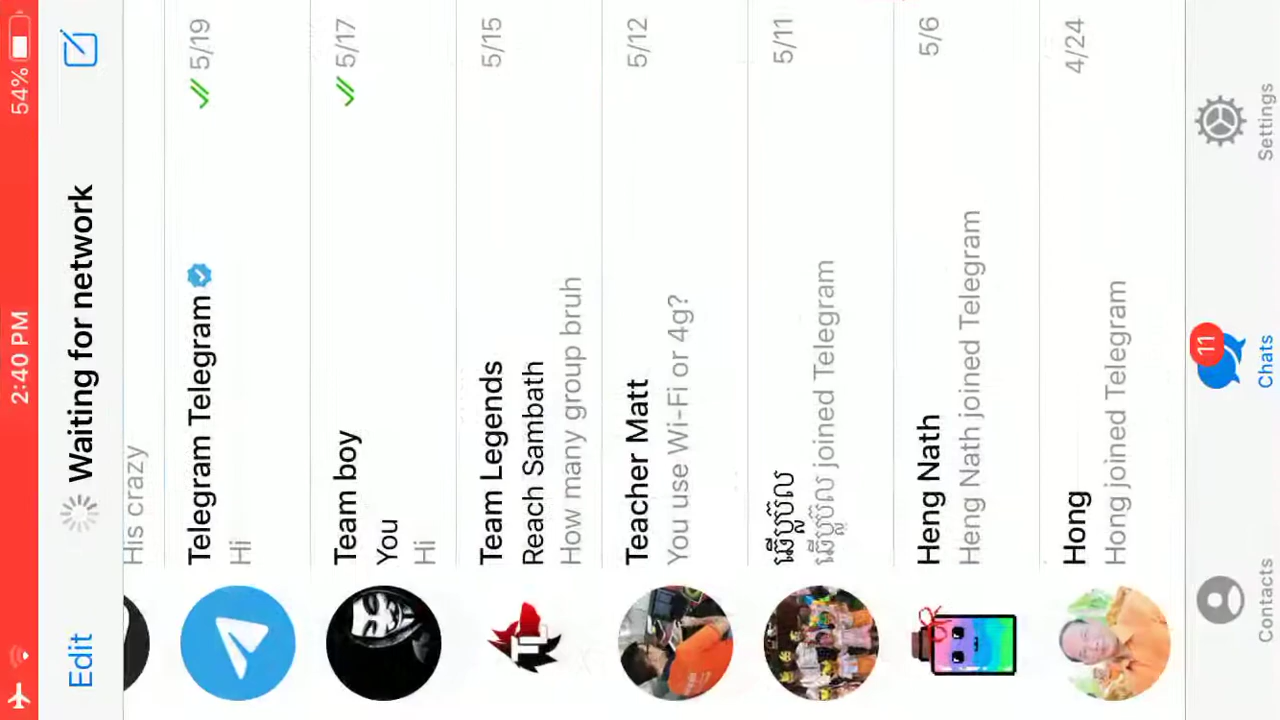 2:40 PM
54%
Edit
Waiting for network
His crazy
Telegram Telegram
5/19
Hi
Team boy
5/17
You
Hi
Team Legends
5/15
Reach Sambath
How many group bruh
Teacher Matt
5/12
You use Wi-Fi or 4g?
5/11
joined Telegram
Heng Nath
5/6
Heng Nath joined Telegram
Hong
4/24
Hong joined Telegram
Contacts
11
Chats
Settings